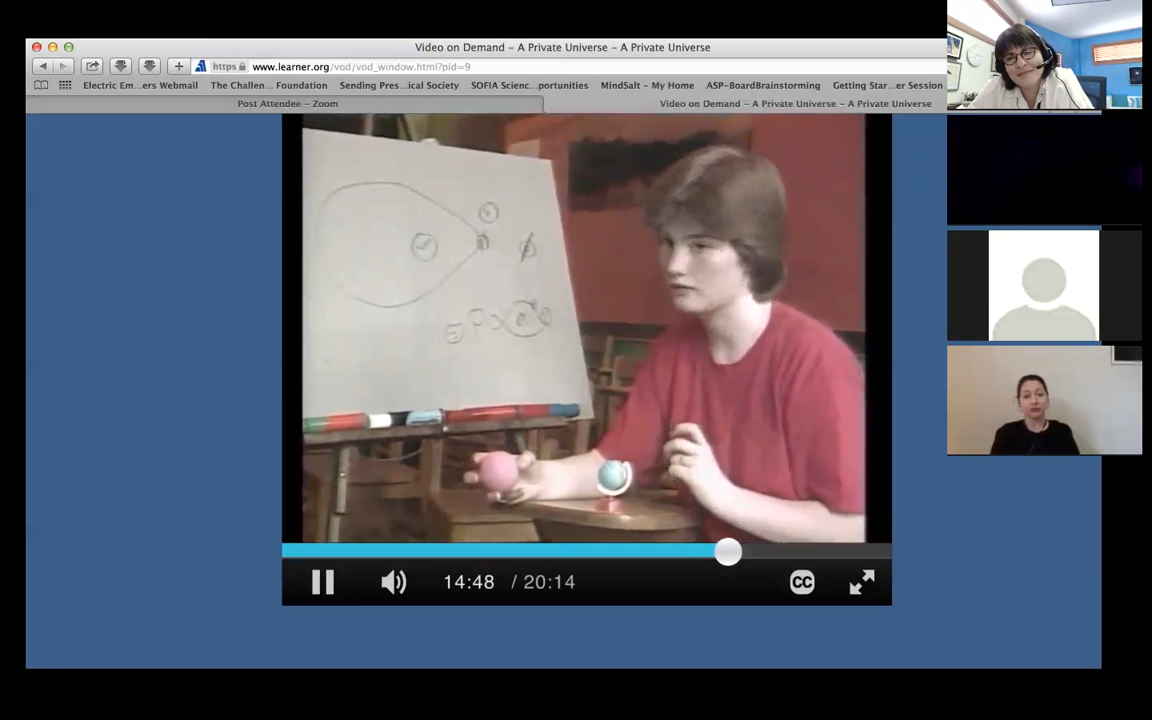 Video on Demand – A Private Universe – A Private Universe
https www.learner.org/vod/vod_window.html?pid=9
Electric Em...ers Webmail The Challen... Foundation Sending Pres...ical Society SOFIA Scienc...portunities MindSalt - My Home ASP-BoardBrainstorming Getting Star...er Session
Post Attendee – Zoom Video on Demand – A Private Universe – A Private Universe
14:48 / 20:14 CC